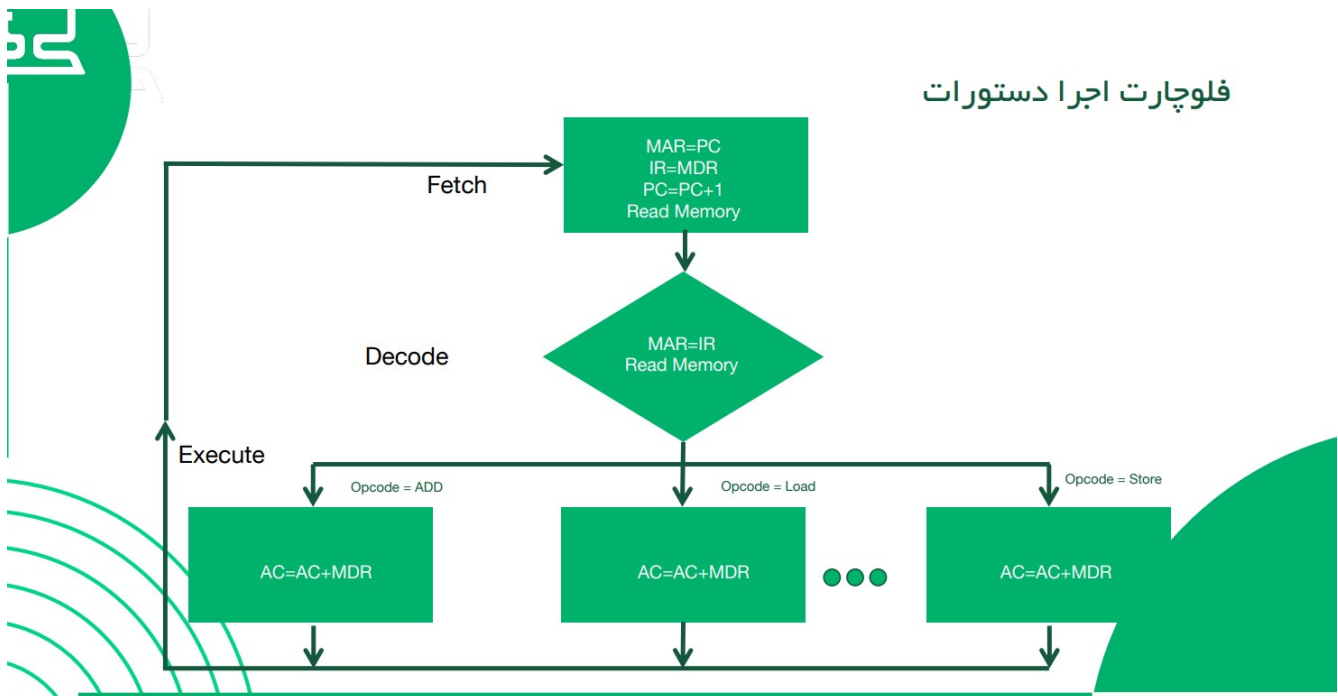 فلوچارت اجرا دستورات
MAR=PC
IR=MDR
PC=PC+1
Read Memory
Fetch
MAR=IR
Read Memory
Decode
Execute
Opcode = ADD
Opcode = Load
Opcode = Store
AC=AC+MDR
AC=AC+MDR
AC=AC+MDR